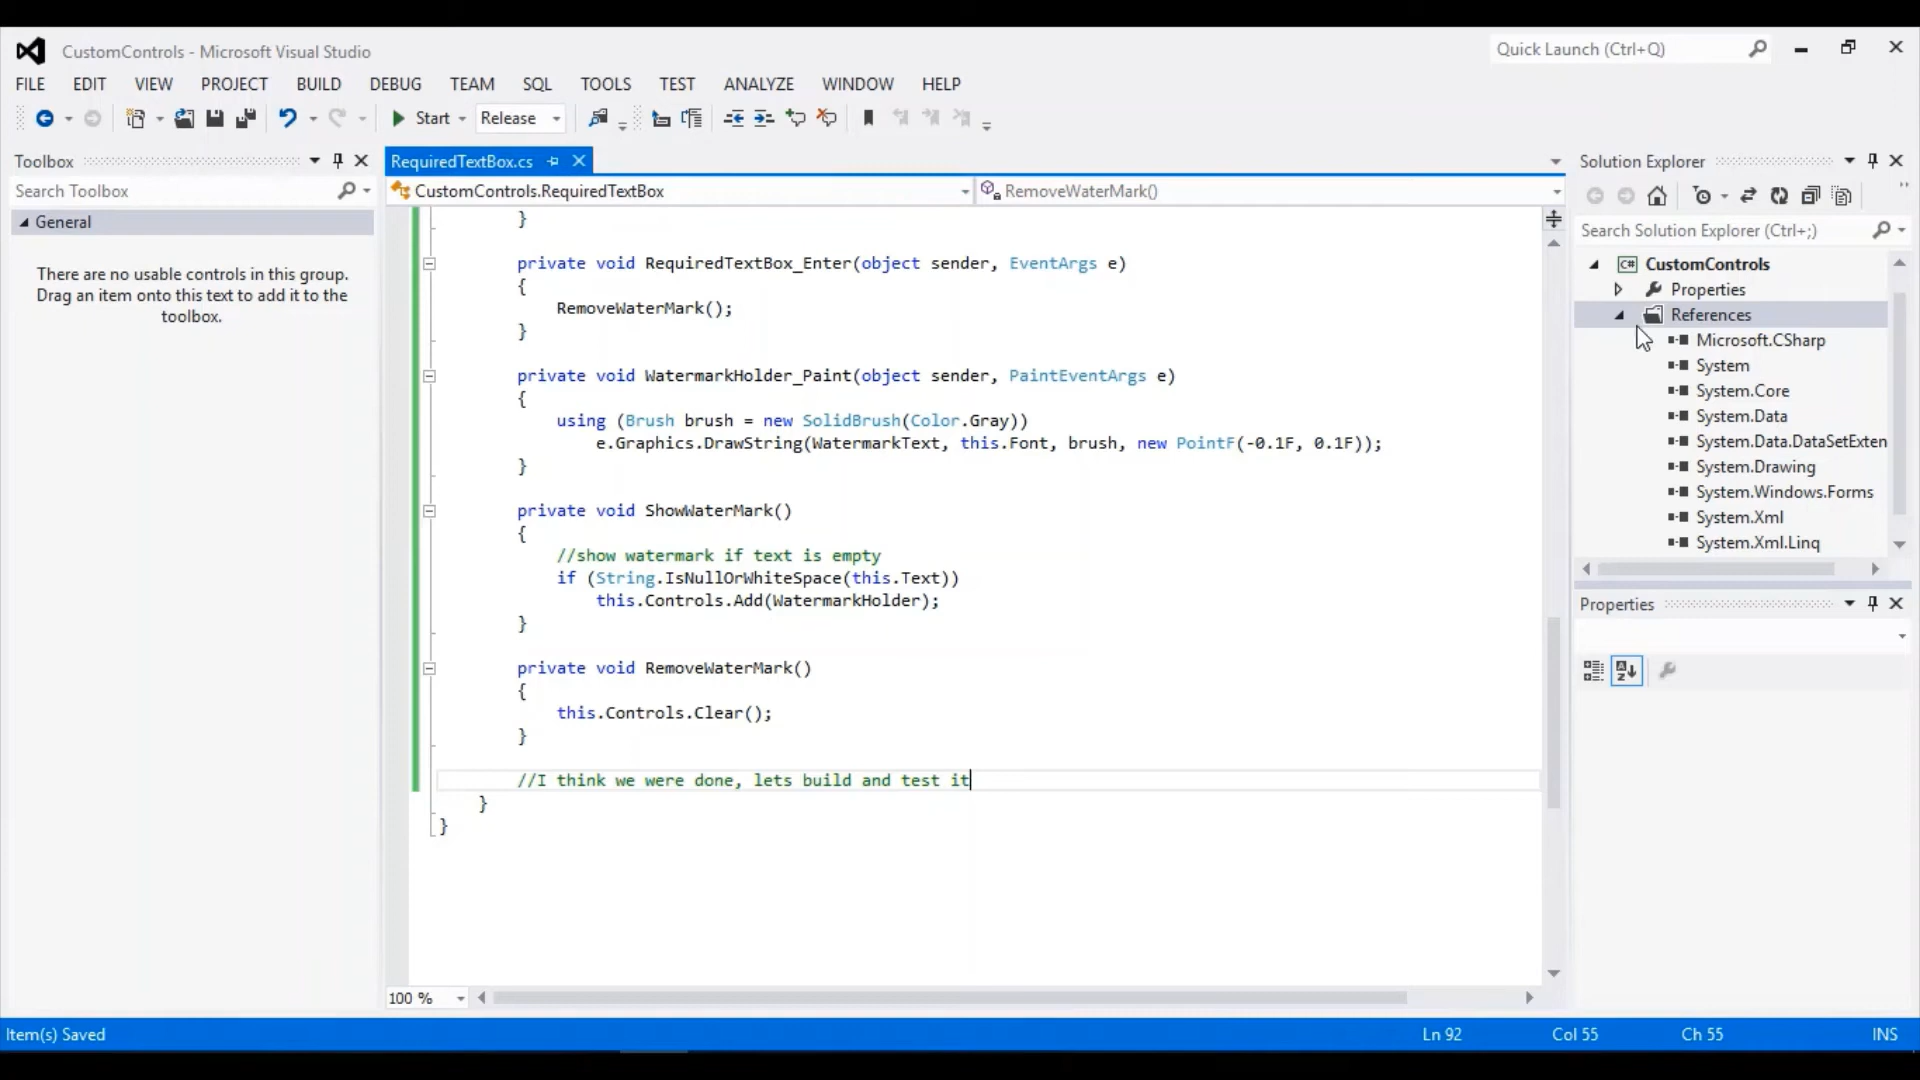 CustomControls - Microsoft Visual Studio
Quick Launch (Ctrl+Q)
FILE EDIT VIEW PROJECT BUILD DEBUG TEAM SQL TOOLS TEST ANALYZE WINDOW HELP
Start Release
Toolbox
Search Toolbox
General
There are no usable controls in this group.
Drag an item onto this text to add it to the
toolbox.
RequiredTextBox.cs
CustomControls.RequiredTextBox
RemoveWaterMark()
}
private void RequiredTextBox_Enter(object sender, EventArgs e)
{
RemoveWaterMark();
}
private void WatermarkHolder_Paint(object sender, PaintEventArgs e)
{
using (Brush brush = new SolidBrush(Color.Gray))
e.Graphics.DrawString(WatermarkText, this.Font, brush, new PointF(-0.1F, 0.1F));
}
private void ShowWaterMark()
{
//show watermark if text is empty
if (String.IsNullOrWhiteSpace(this.Text))
this.Controls.Add(WatermarkHolder);
}
private void RemoveWaterMark()
{
this.Controls.Clear();
}
//I think we were done, lets build and test it
}
}
100 %
Solution Explorer
Search Solution Explorer (Ctrl+;)
C# CustomControls
Properties
References
Microsoft.CSharp
System
System.Core
System.Data
System.Data.DataSetExten
System.Drawing
System.Windows.Forms
System.Xml
System.Xml.Linq
Properties
Item(s) Saved
Ln 92 Col 55 Ch 55 INS